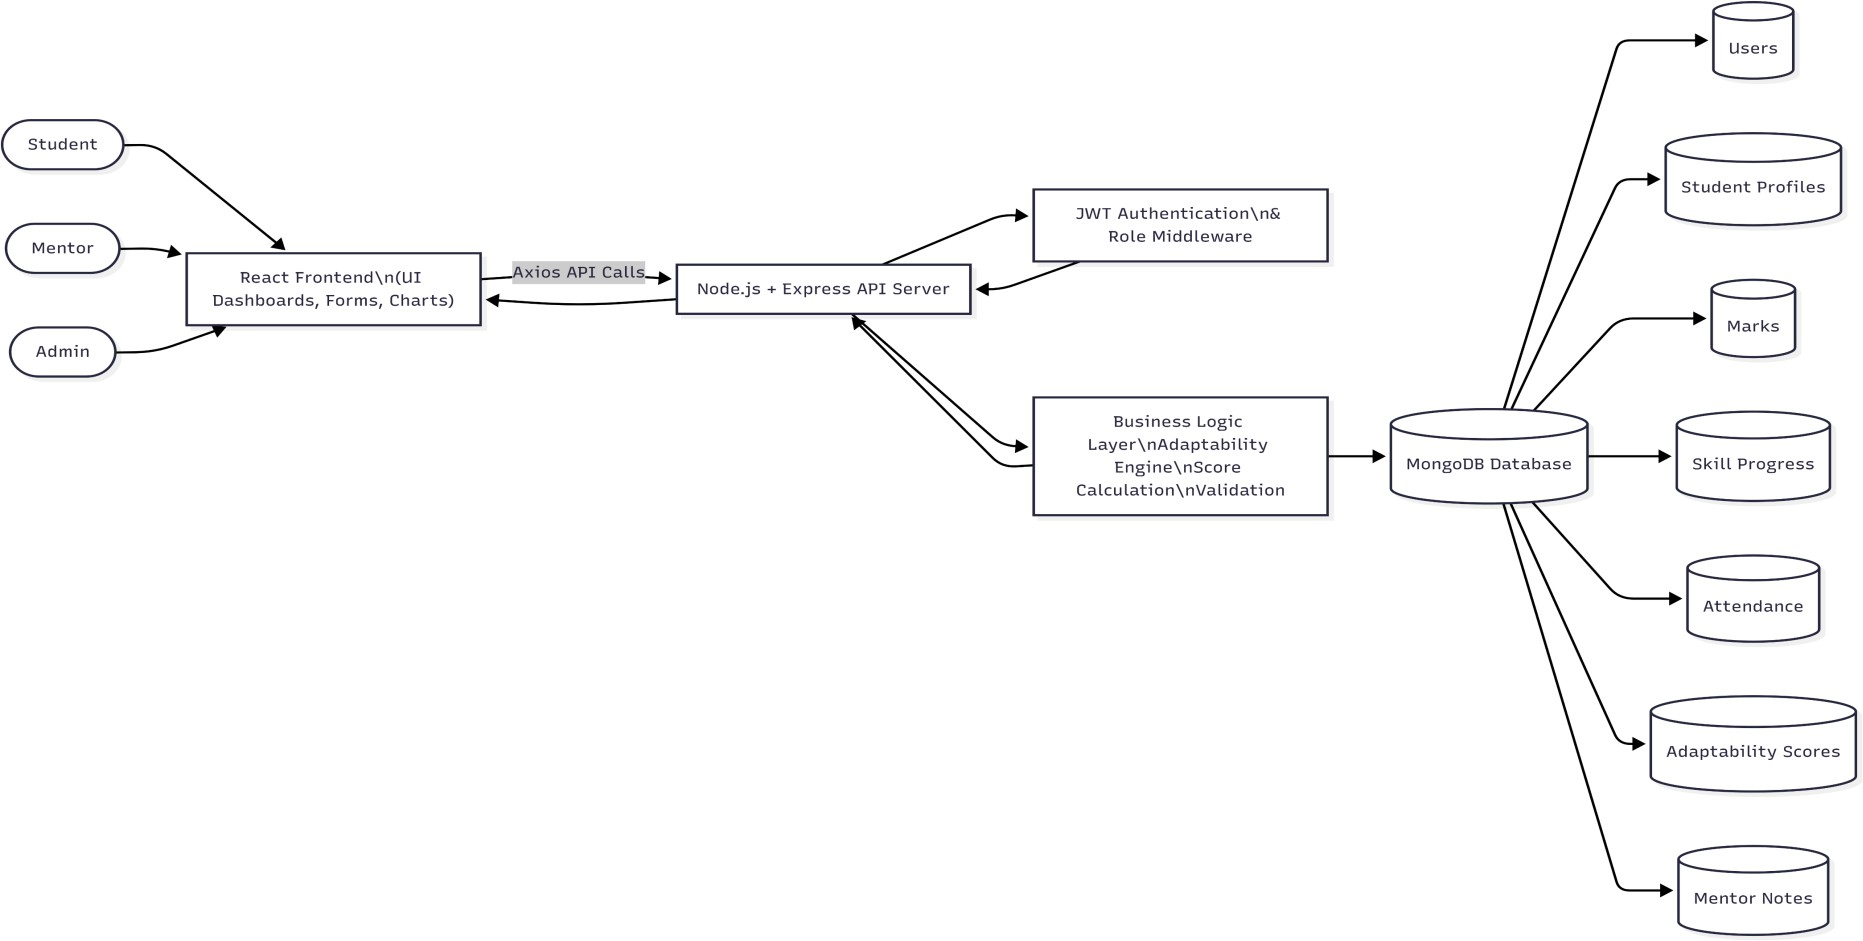 Student
Mentor
Admin
React Frontend\n(UI
Dashboards, Forms, Charts)
Axios API Calls
Node.js + Express API Server
JWT Authentication\n&
Role Middleware
Business Logic
Layer\nAdaptability
Engine\nScore
Calculation\nValidation
MongoDB Database
Users
Student Profiles
Marks
Skill Progress
Attendance
Adaptability Scores
Mentor Notes